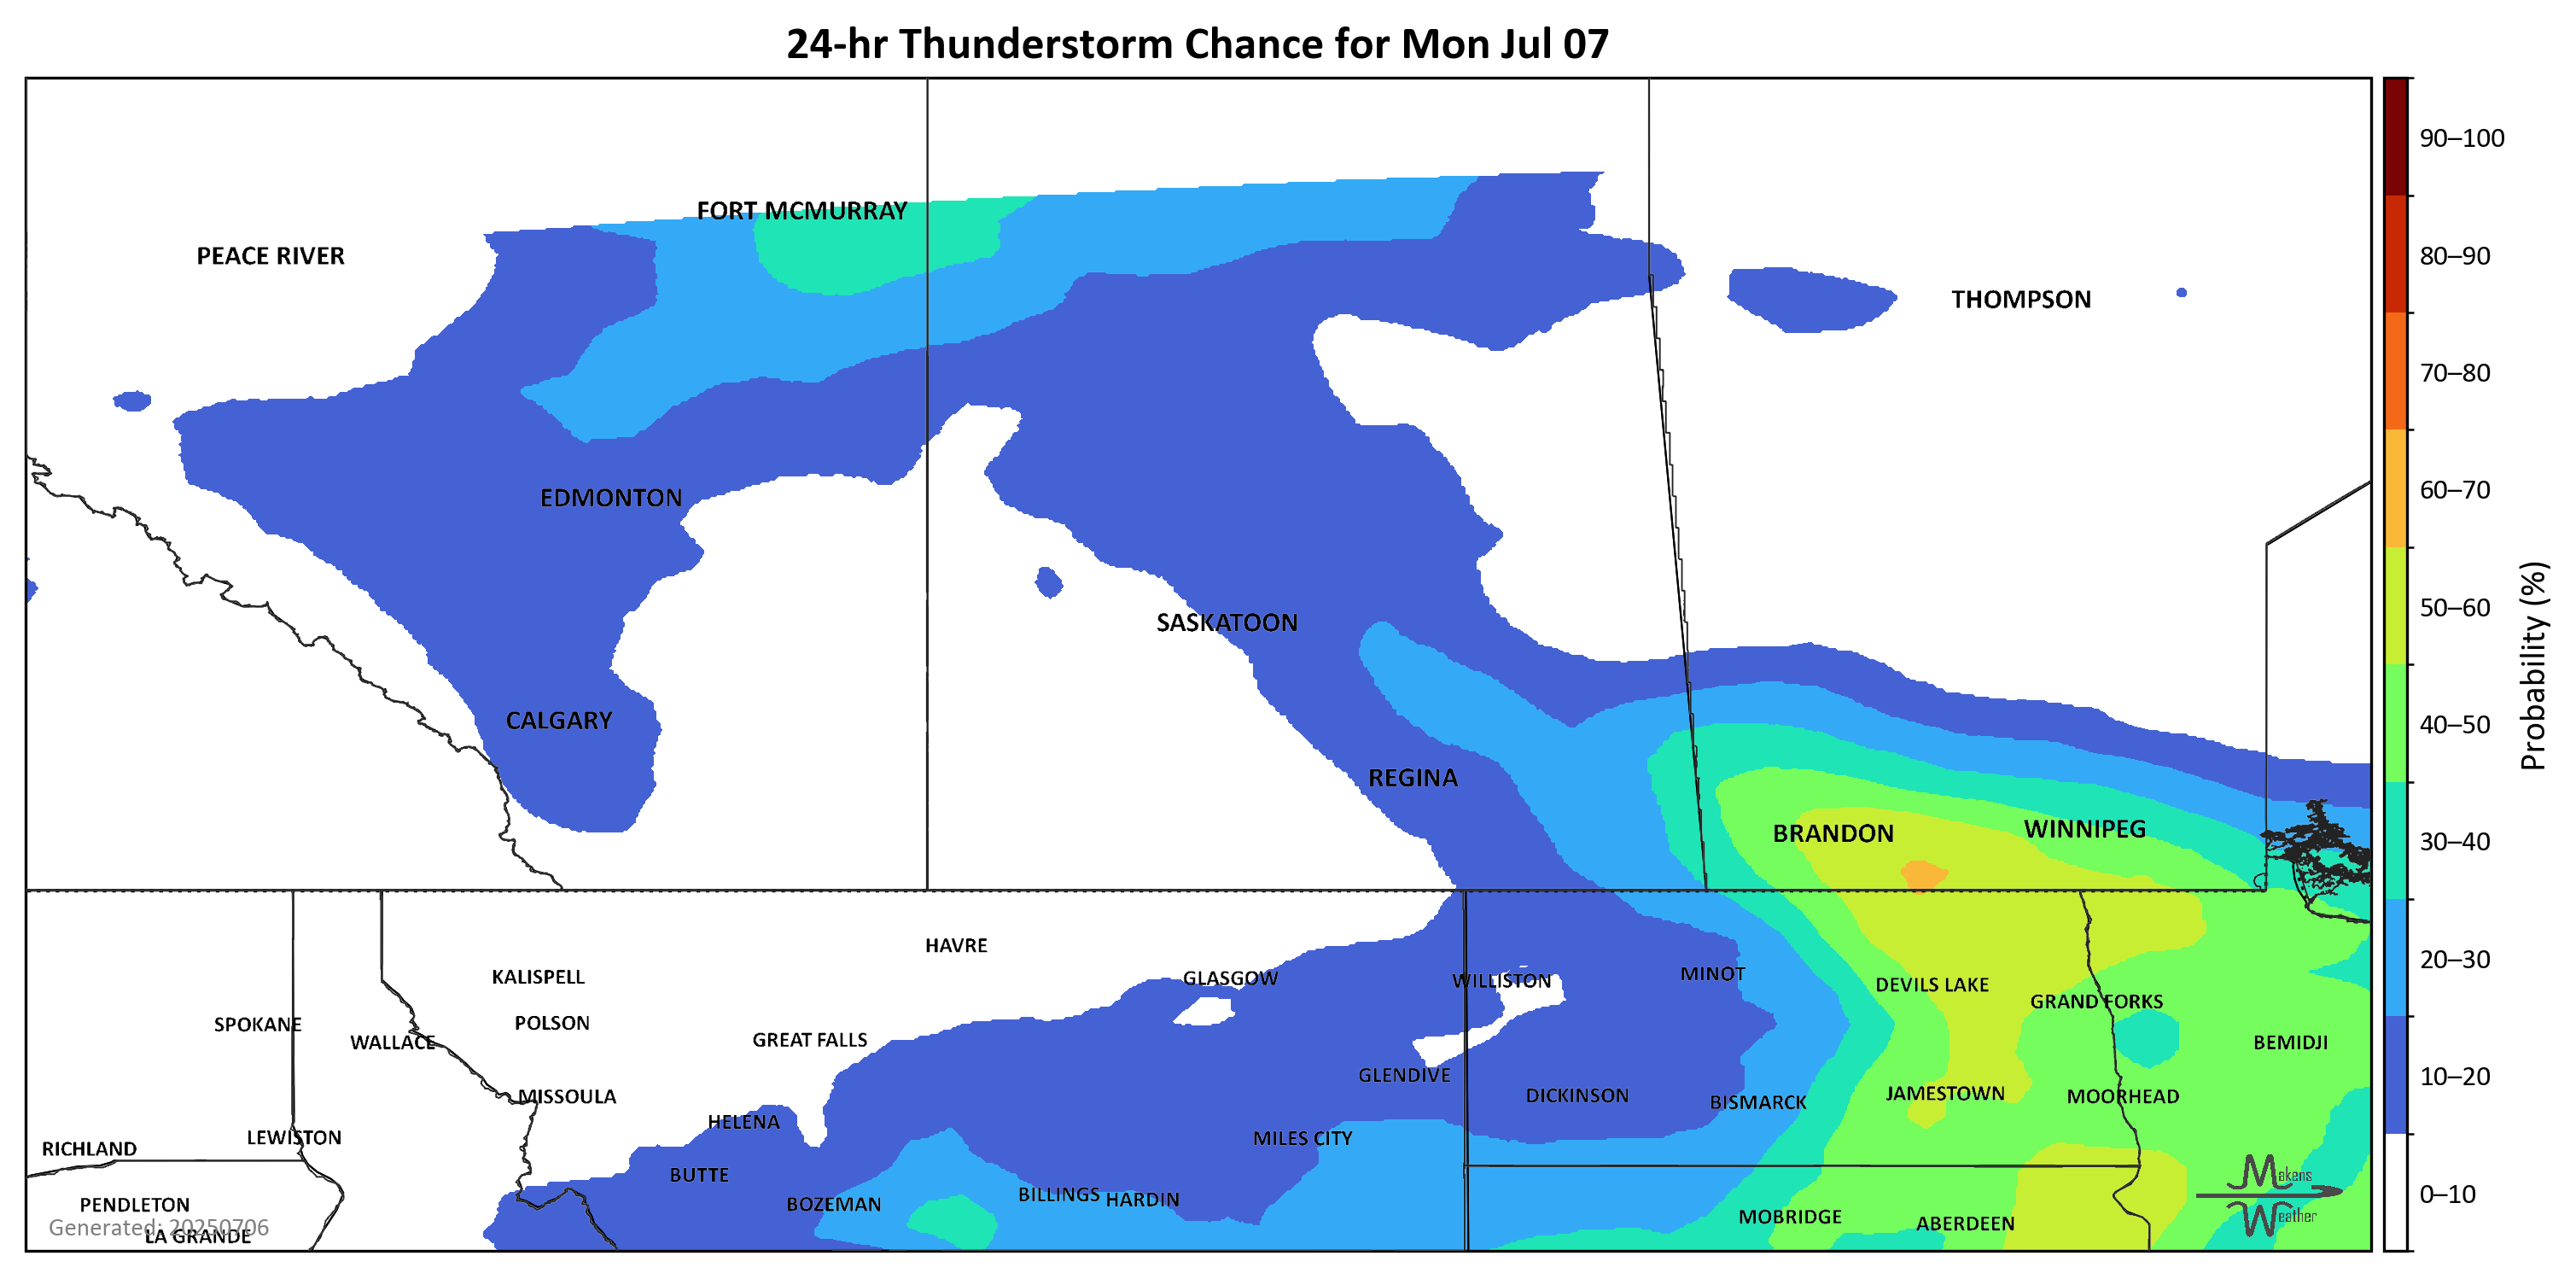 24-hr Thunderstorm Chance for Mon Jul 07
90–100
FORT MCMURRAY
PEACE RIVER
80–90
THOMPSON
70–80
EDMONTON
60–70
SASKATOON
50–60
CALGARY
40–50
Probability (%)
REGINA
BRANDON
WINNIPEG
30–40
HAVRE
KALISPELL
GLASGOW
WILLISTON
MINOT
DEVILS LAKE
20–30
GRAND FORKS
SPOKANE
POLSON
WALLACE
GREAT FALLS
BEMIDJI
GLENDIVE
10–20
MISSOULA
DICKINSON
BISMARCK
JAMESTOWN
MOORHEAD
HELENA
LEWISTON
MILES CITY
RICHLAND
BUTTE
Makens
BILLINGS
HARDIN
0–10
PENDLETON
BOZEMAN
MOBRIDGE
ABERDEEN
Weather
Generated: 20250706
LA GRANDE